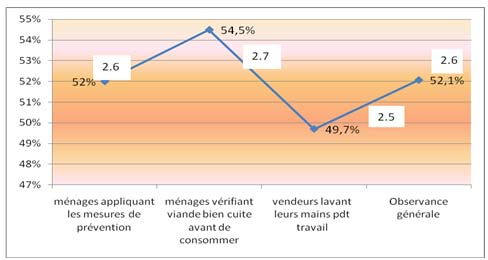 55%
54%
53%
52%
51%
50%
49%
48%
47%
52%
2.6
54,5%
2.7
49,7%
2.5
2.6
52,1%
ménages appliquant
les mesures de
prévention
ménages vérifiant
viande bien cuite
avant de
consommer
vendeurs lavant
leurs mains pdt
travail
Observance
générale